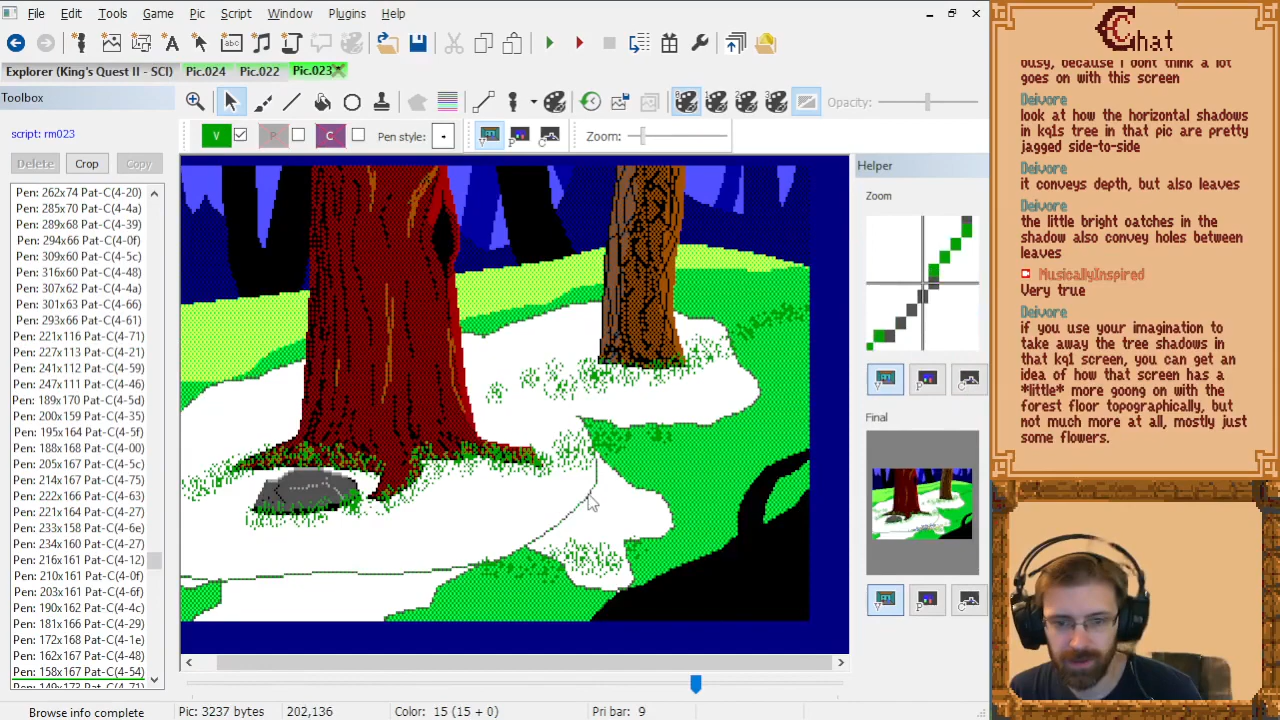 File Edit Tools Game Pic Script Window Plugins Help
Explorer (King's Quest II - SCI) Pic.024 Pic.022 Pic.023
Toolbox
script: rm023
Delete Crop Copy
Opacity:
V P C Pen style: V P C Zoom:
Pen: 262x74 Pat-C(4-20)
Pen: 285x70 Pat-C(4-4a)
Pen: 289x68 Pat-C(4-39)
Pen: 294x66 Pat-C(4-0f)
Pen: 309x60 Pat-C(4-5c)
Pen: 316x60 Pat-C(4-48)
Pen: 307x62 Pat-C(4-4a)
Pen: 301x63 Pat-C(4-66)
Pen: 293x66 Pat-C(4-61)
Pen: 223x116 Pat-C(4-71)
Pen: 227x113 Pat-C(4-21)
Pen: 241x112 Pat-C(4-59)
Pen: 247x111 Pat-C(4-46)
Pen: 189x170 Pat-C(4-5d)
Pen: 200x159 Pat-C(4-35)
Pen: 195x164 Pat-C(4-5f)
Pen: 198x163 Pat-C(4-00)
Pen: 205x167 Pat-C(4-5c)
Pen: 214x167 Pat-C(4-75)
Pen: 222x166 Pat-C(4-63)
Pen: 221x164 Pat-C(4-27)
Pen: 233x158 Pat-C(4-6e)
Pen: 234x160 Pat-C(4-27)
Pen: 216x161 Pat-C(4-12)
Pen: 210x161 Pat-C(4-0f)
Pen: 201x159 Pat-C(4-6f)
Pen: 190x162 Pat-C(4-4c)
Pen: 181x166 Pat-C(4-29)
Pen: 172x168 Pat-C(4-1e)
Pen: 162x167 Pat-C(4-48)
Pen: 158x167 Pat-C(4-54)
Pen: 149x173 Pat-C(4-71)
Helper
Zoom
V P C
Final
V P C
Browse info complete Pic: 3237 bytes 202,136 Color: 15 (15 + 0) Pri bar: 9
Chat
busy, because i dont think a lot
goes on with this screen
Deivore
look at how the horizontal shadows
in kq1s tree in that pic are pretty
jagged side-to-side
Deivore
it conveys depth, but also leaves
Deivore
the little bright oatches in the
shadow also convey holes between
leaves
MusicallyInspired
Very true
Deivore
if you use your imagination to
take away the tree shadows in
that kq1 screen, you can get an
idea of how that screen has a
*little* more goong on with the
forest floor topographically, but
not much more at all, mostly just
some flowers.